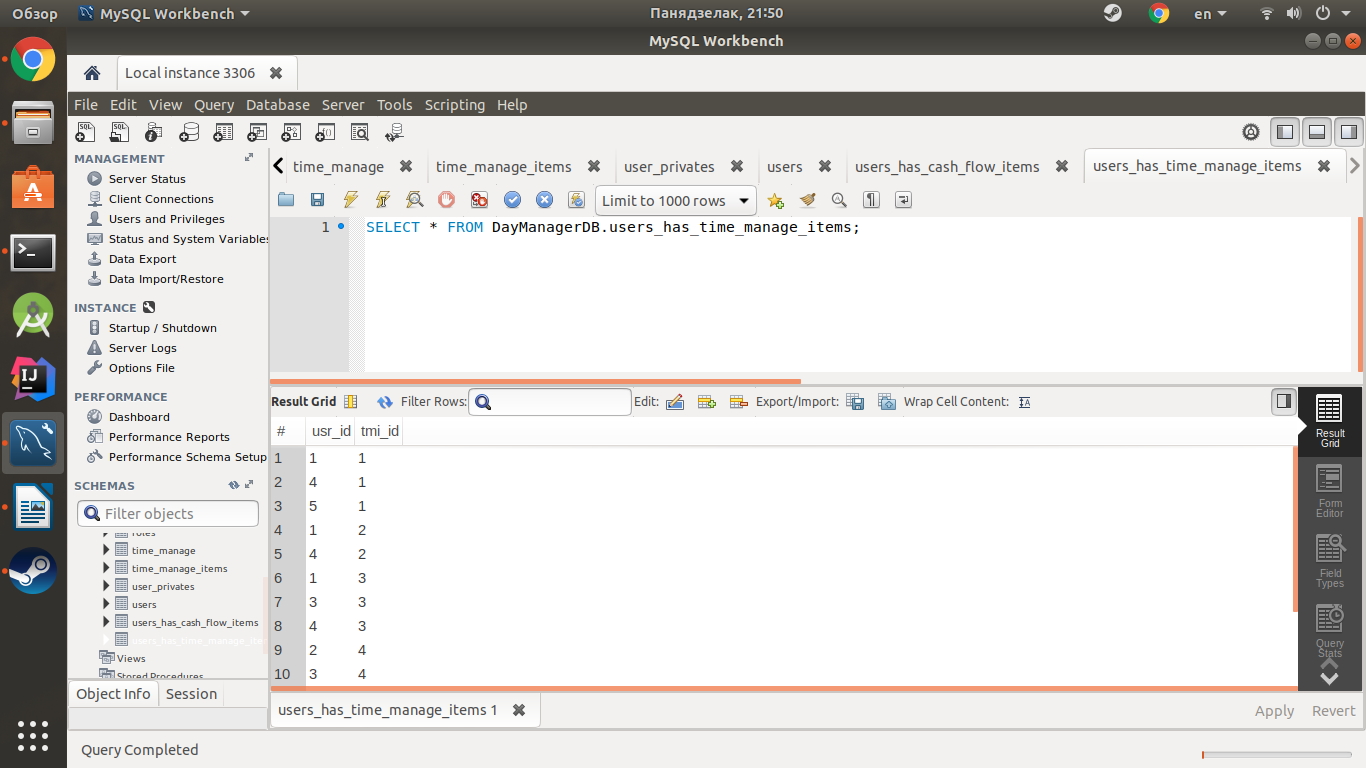 Обзор MySQL Workbench Панядзелак, 21:50 en
MySQL Workbench
Local instance 3306
File Edit View Query Database Server Tools Scripting Help
MANAGEMENT
Server Status
Client Connections
Users and Privileges
Status and System Variables
Data Export
Data Import/Restore
INSTANCE
Startup / Shutdown
Server Logs
Options File
PERFORMANCE
Dashboard
Performance Reports
Performance Schema Setup
SCHEMAS
Filter objects
roles
time_manage
time_manage_items
user_privates
users
users_has_cash_flow_items
users_has_time_manage_ite
Views
Stored Procedures
Object Info Session
time_manage time_manage_items user_privates users users_has_cash_flow_items users_has_time_manage_items
Limit to 1000 rows
1 SELECT * FROM DayManagerDB.users_has_time_manage_items;
Result Grid Filter Rows: Edit: Export/Import: Wrap Cell Content:
# usr_id tmi_id
1 1 1
2 4 1
3 5 1
4 1 2
5 4 2
6 1 3
7 3 3
8 4 3
9 2 4
10 3 4
Result
Grid
Form
Editor
Field
Types
Query
Stats
users_has_time_manage_items 1
Apply Revert
Query Completed